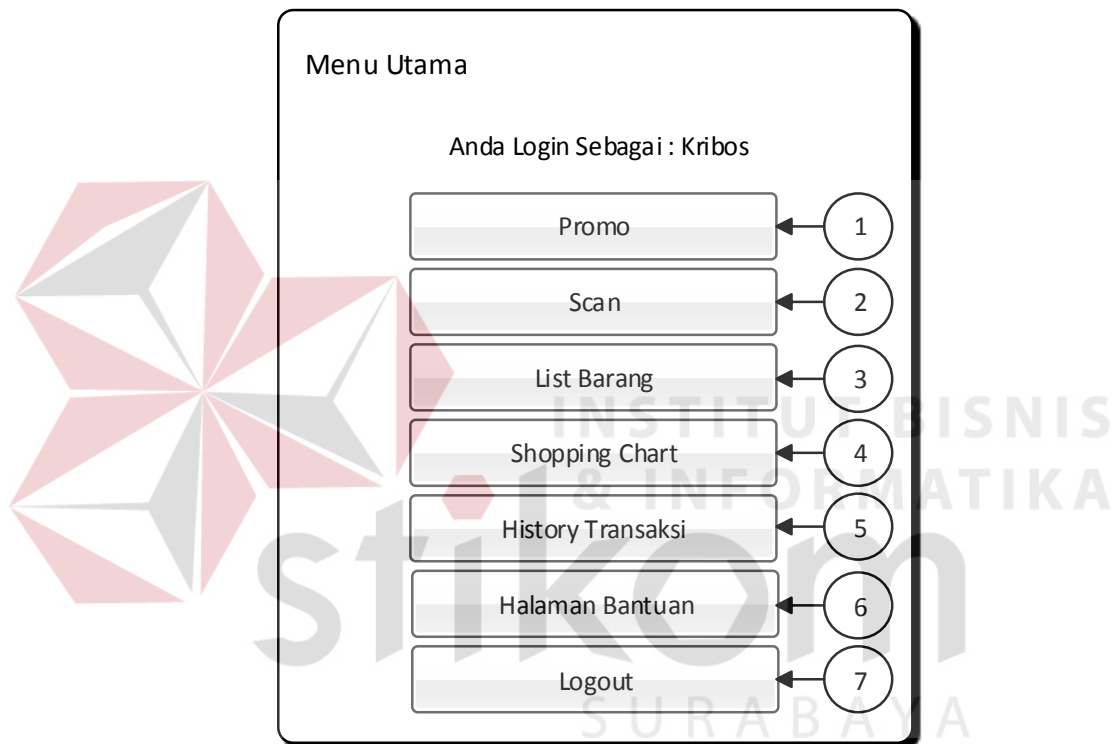 Menu Utama
Anda Login Sebagai : Kribos
Promo
1
Scan
2
List Barang
3
INSTITUT BISNIS
Shopping Chart
4
& INFORMATIKA
History Transaksi
5
stikom
Halaman Bantuan
6
Logout
7
SURABAYA